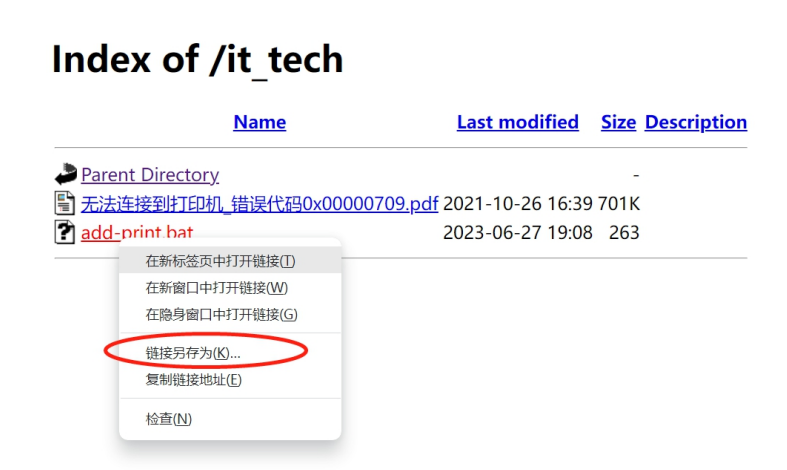 Index of /it_tech
Name Last modified Size Description
Parent Directory -
无法连接到打印机_错误代码0x00000709.pdf 2021-10-26 16:39 701K
add-print.bat 2023-06-27 19:08 263
在新标签页中打开链接(T)
在新窗口中打开链接(W)
在隐身窗口中打开链接(G)
链接另存为(K)...
复制链接地址(E)
检查(N)